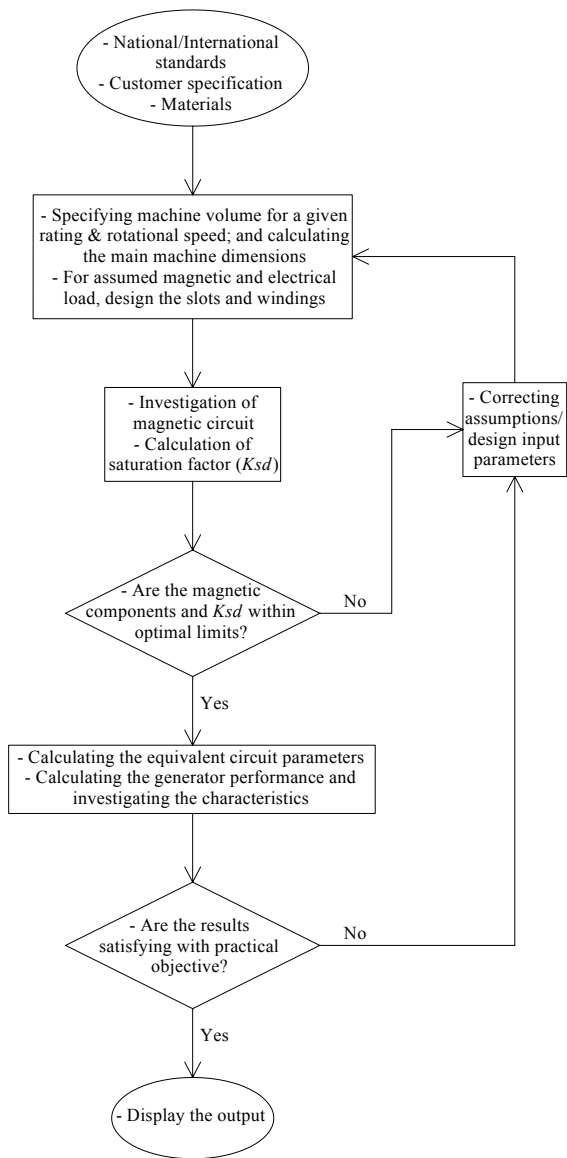 - National/International
standards
- Customer specification
- Materials
- Specifying machine volume for a given
rating & rotational speed; and calculating
the main machine dimensions
- For assumed magnetic and electrical
load, design the slots and windings
- Investigation of
magnetic circuit
- Calculation of
saturation factor (Ksd)
- Correcting
assumptions/
design input
parameters
- Are the magnetic
components and Ksd within
optimal limits?
No
Yes
- Calculating the equivalent circuit parameters
- Calculating the generator performance and
investigating the characteristics
- Are the results
satisfying with practical
objective?
No
Yes
- Display the output